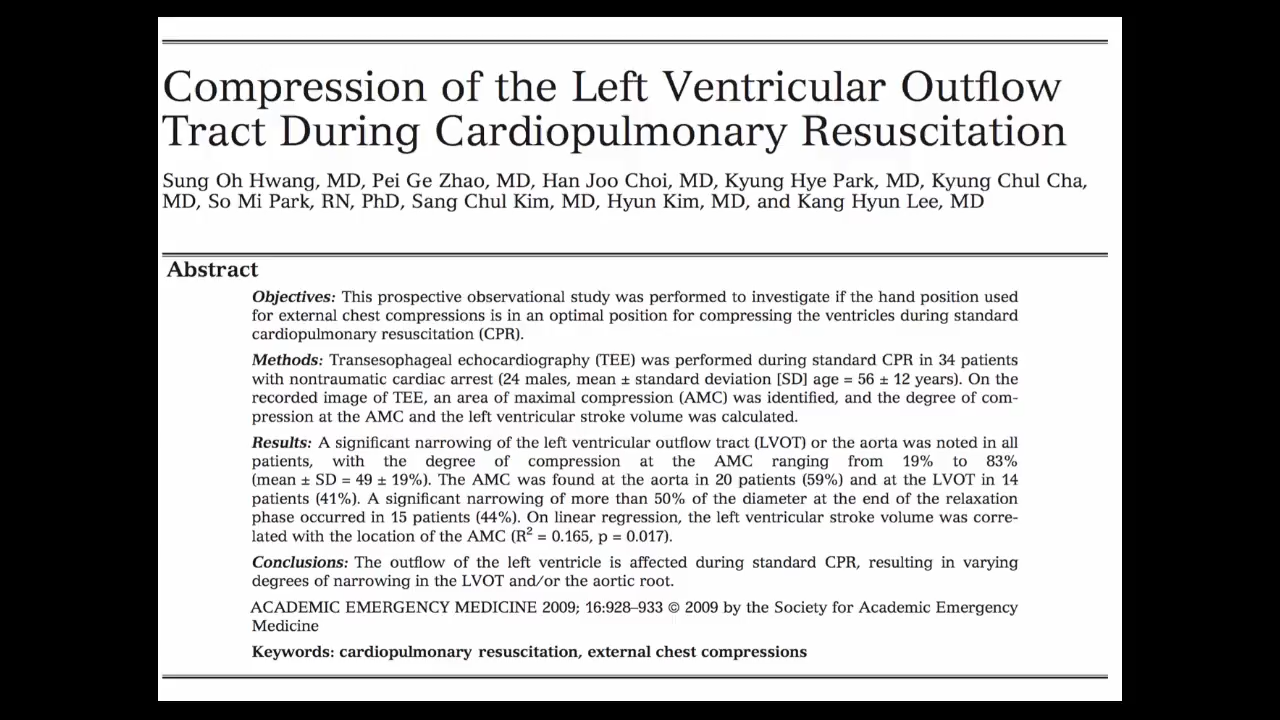 Compression of the Left Ventricular Outflow
Tract During Cardiopulmonary Resuscitation
Sung Oh Hwang, MD, Pei Ge Zhao, MD, Han Joo Choi, MD, Kyung Hye Park, MD, Kyung Chul Cha,
MD, So Mi Park, RN, PhD, Sang Chul Kim, MD, Hyun Kim, MD, and Kang Hyun Lee, MD
Abstract
Objectives: This prospective observational study was performed to investigate if the hand position used
for external chest compressions is in an optimal position for compressing the ventricles during standard
cardiopulmonary resuscitation (CPR).
Methods: Transesophageal echocardiography (TEE) was performed during standard CPR in 34 patients
with nontraumatic cardiac arrest (24 males, mean ± standard deviation [SD] age = 56 ± 12 years). On the
recorded image of TEE, an area of maximal compression (AMC) was identified, and the degree of com-
pression at the AMC and the left ventricular stroke volume was calculated.
Results: A significant narrowing of the left ventricular outflow tract (LVOT) or the aorta was noted in all
patients, with the degree of compression at the AMC ranging from 19% to 83%
(mean ± SD = 49 ± 19%). The AMC was found at the aorta in 20 patients (59%) and at the LVOT in 14
patients (41%). A significant narrowing of more than 50% of the diameter at the end of the relaxation
phase occurred in 15 patients (44%). On linear regression, the left ventricular stroke volume was corre-
lated with the location of the AMC (R² = 0.165, p = 0.017).
Conclusions: The outflow of the left ventricle is affected during standard CPR, resulting in varying
degrees of narrowing in the LVOT and/or the aortic root.
ACADEMIC EMERGENCY MEDICINE 2009; 16:928–933 © 2009 by the Society for Academic Emergency
Medicine
Keywords: cardiopulmonary resuscitation, external chest compressions